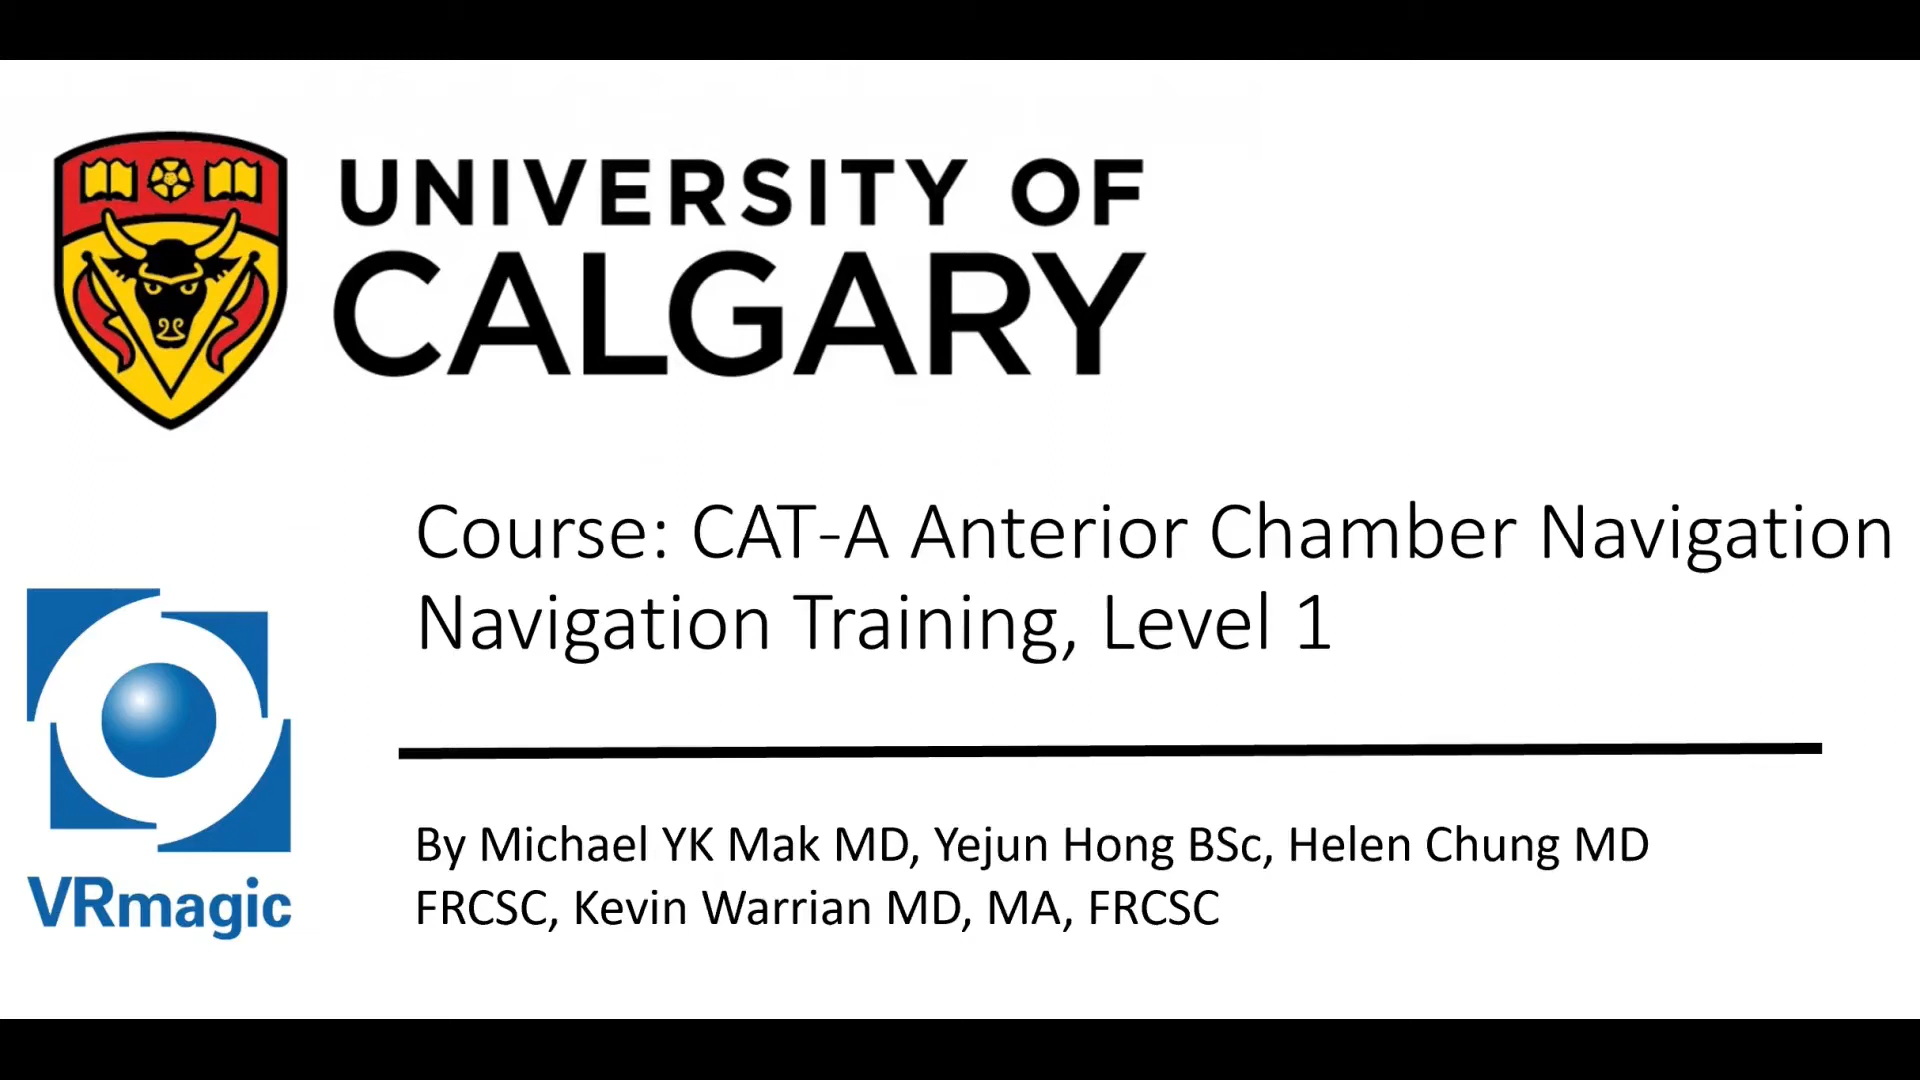 UNIVERSITY OF
CALGARY
Course: CAT-A Anterior Chamber Navigation
Navigation Training, Level 1
VRmagic
By Michael YK Mak MD, Yejun Hong BSc, Helen Chung MD
FRCSC, Kevin Warrian MD, MA, FRCSC